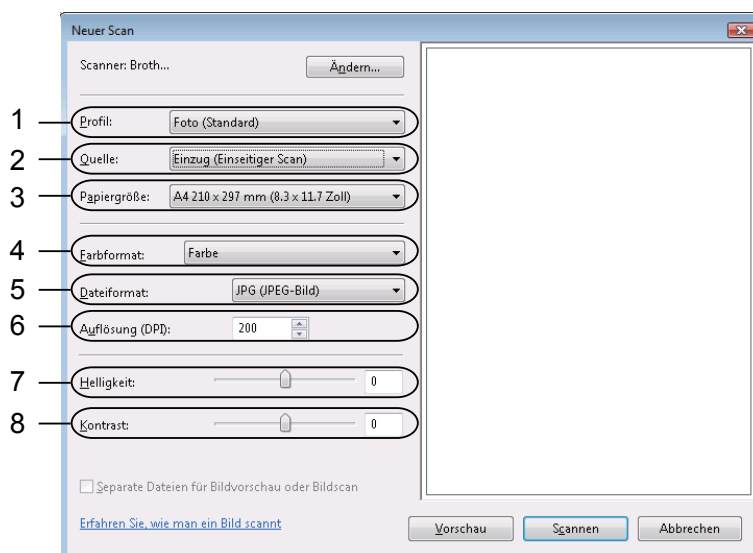 Neuer Scan
Scanner: Broth... Ändern...
1 Profil: Foto (Standard)
2 Quelle: Einzug (Einseitiger Scan)
3 Papiergröße: A4 210 x 297 mm (8.3 x 11.7 Zoll)
4 Farbformat: Farbe
5 Dateiformat: JPG (JPEG-Bild)
6 Auflösung (DPI): 200
7 Helligkeit: 0
8 Kontrast: 0
Separate Dateien für Bildvorschau oder Bildscan
Erfahren Sie, wie man ein Bild scannt
Vorschau Scannen Abbrechen